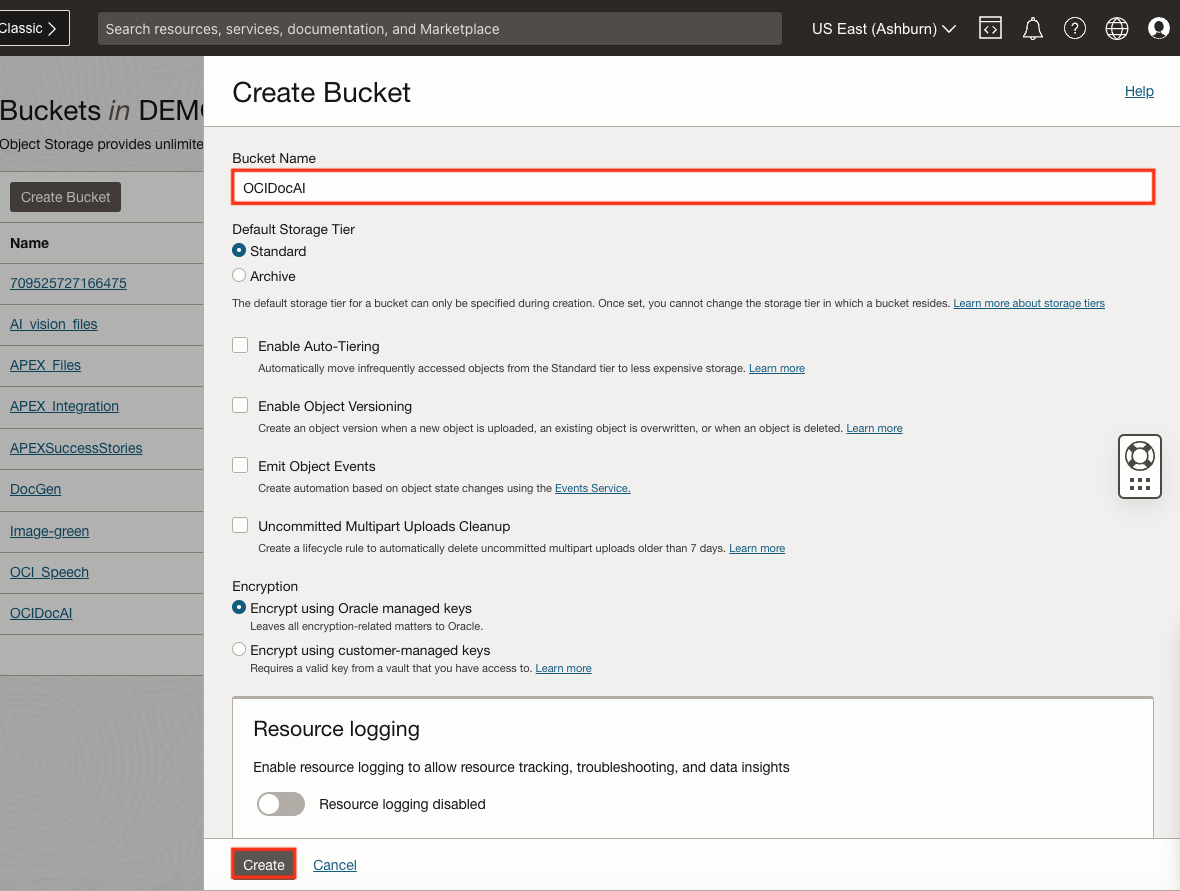 Classic
Search resources, services, documentation, and Marketplace
US East (Ashburn)
Buckets in DEMO
Object Storage provides unlimite
Create Bucket
Name
709525727166475
AI_vision_files
APEX_Files
APEX_Integration
APEXSuccessStories
DocGen
Image-green
OCI_Speech
OCIDocAI
Create Bucket
Help
Bucket Name
OCIDocAI
Default Storage Tier
Standard
Archive
The default storage tier for a bucket can only be specified during creation. Once set, you cannot change the storage tier in which a bucket resides. Learn more about storage tiers
Enable Auto-Tiering
Automatically move infrequently accessed objects from the Standard tier to less expensive storage. Learn more
Enable Object Versioning
Create an object version when a new object is uploaded, an existing object is overwritten, or when an object is deleted. Learn more
Emit Object Events
Create automation based on object state changes using the Events Service.
Uncommitted Multipart Uploads Cleanup
Create a lifecycle rule to automatically delete uncommitted multipart uploads older than 7 days. Learn more
Encryption
Encrypt using Oracle managed keys
Leaves all encryption-related matters to Oracle.
Encrypt using customer-managed keys
Requires a valid key from a vault that you have access to. Learn more
Resource logging
Enable resource logging to allow resource tracking, troubleshooting, and data insights
Resource logging disabled
Create
Cancel